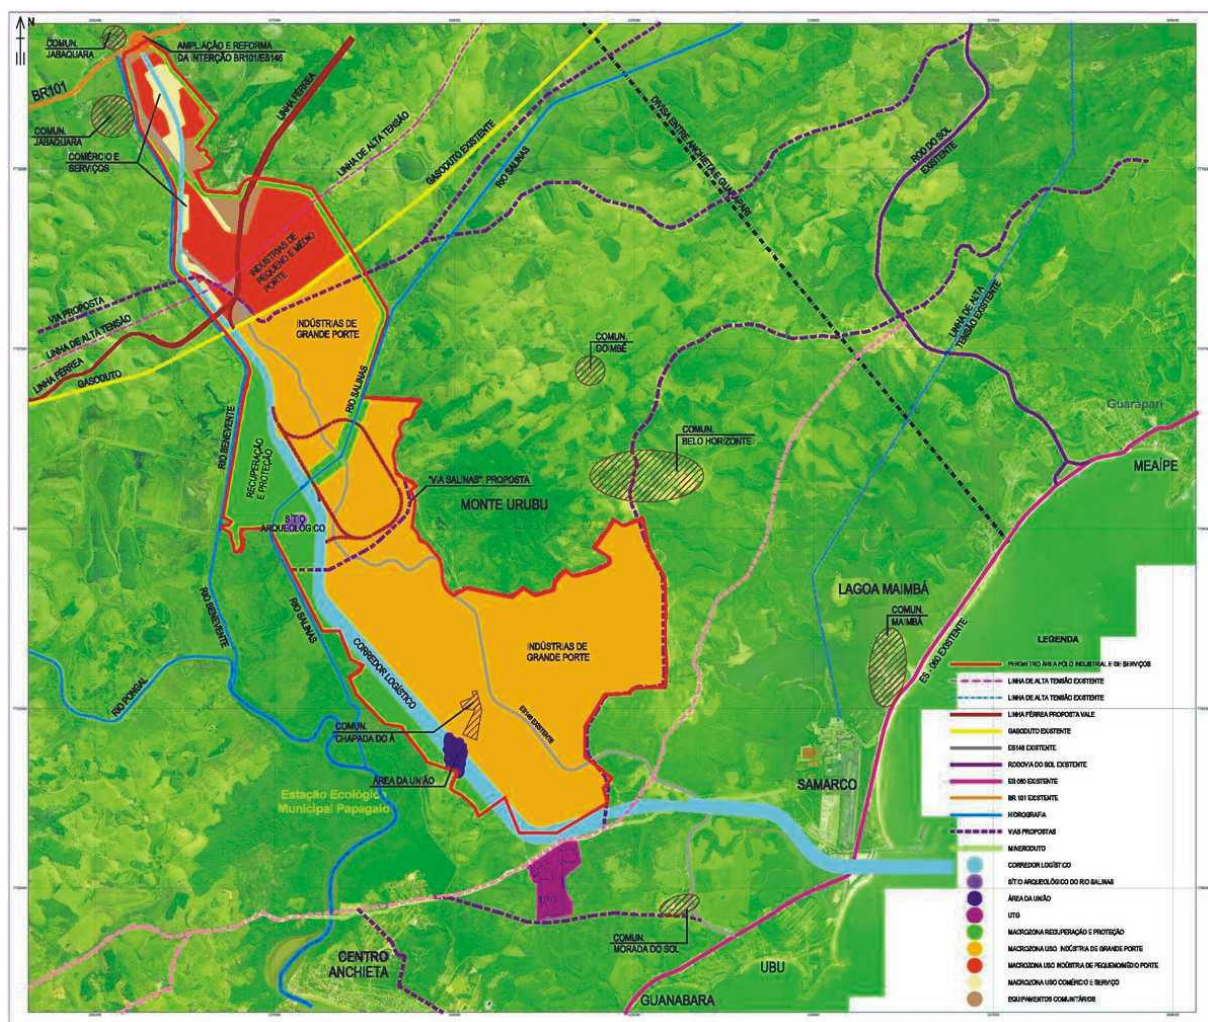 COMUN.
JABAQUARA
AMPLIAÇÃO E REFORMA
DA INTERÇÃO BR101/ES146
BR101
COMUN.
JABAQUARA
COMÉRCIO E
SERVIÇOS
LINHA FÉRREA
LINHA DE ALTA TENSÃO
GASODUTO EXISTENTE
RIO SALINAS
DIVISA ENTRE ANCHIETA E GUARAPARI
ROD DO SOL
EXISTENTE
INDÚSTRIAS DE
PEQUENO E MÉDIO
PORTE
VIA PROPOSTA
LINHA DE ALTA TENSÃO
LINHA FÉRREA
GASODUTO
INDÚSTRIAS DE
GRANDE PORTE
LINHA DE ALTA
TENSÃO EXISTENTE
COMUN.
GOIMBÊ
RIO SALINAS
RIO BENEVENTE
RECUPERAÇÃO
E PROTEÇÃO
COMUN.
BELO HORIZONTE
Guarapari
MEAÍPE
"VIA SALINAS" PROPOSTA
MONTE URUBU
SÍTIO
ARQUEOLÓGICO
RIO BENEVENTE
RIO SALINAS
LAGOA MAIMBÁ
COMUN.
MAIMBÁ
ES-060 EXISTENTE
RIO PONGAL
CORREDOR LOGÍSTICO
INDÚSTRIAS DE
GRANDE PORTE
ES146 EXISTENTE
COMUN.
CHAPADA DO Á
ÁREA DA UNIÃO
Estação Ecológica
Municipal Papagaio
SAMARCO
UTG
COMUN.
MORADA DO SOL
CENTRO
ANCHIETA
UBU
GUANABARA
LEGENDA
PERÍMETRO ÁREA PÓLO INDUSTRIAL E DE SERVIÇOS
LINHA DE ALTA TENSÃO EXISTENTE
LINHA DE ALTA TENSÃO EXISTENTE
LINHA FÉRREA PROPOSTA VALE
GASODUTO EXISTENTE
ES146 EXISTENTE
RODOVIA DO SOL EXISTENTE
ES 060 EXISTENTE
BR 101 EXISTENTE
HIDROGRAFIA
VIAS PROPOSTAS
MINERODUTO
CORREDOR LOGÍSTICO
SÍTIO ARQUEOLÓGICO DO RIO SALINAS
ÁREA DA UNIÃO
UTG
MACROZONA RECUPERAÇÃO E PROTEÇÃO
MACROZONA USO INDÚSTRIA DE GRANDE PORTE
MACROZONA USO INDÚSTRIA DE PEQUENO/MÉDIO PORTE
MACROZONA USO COMÉRCIO E SERVIÇO
EQUIPAMENTOS COMUNITÁRIOS